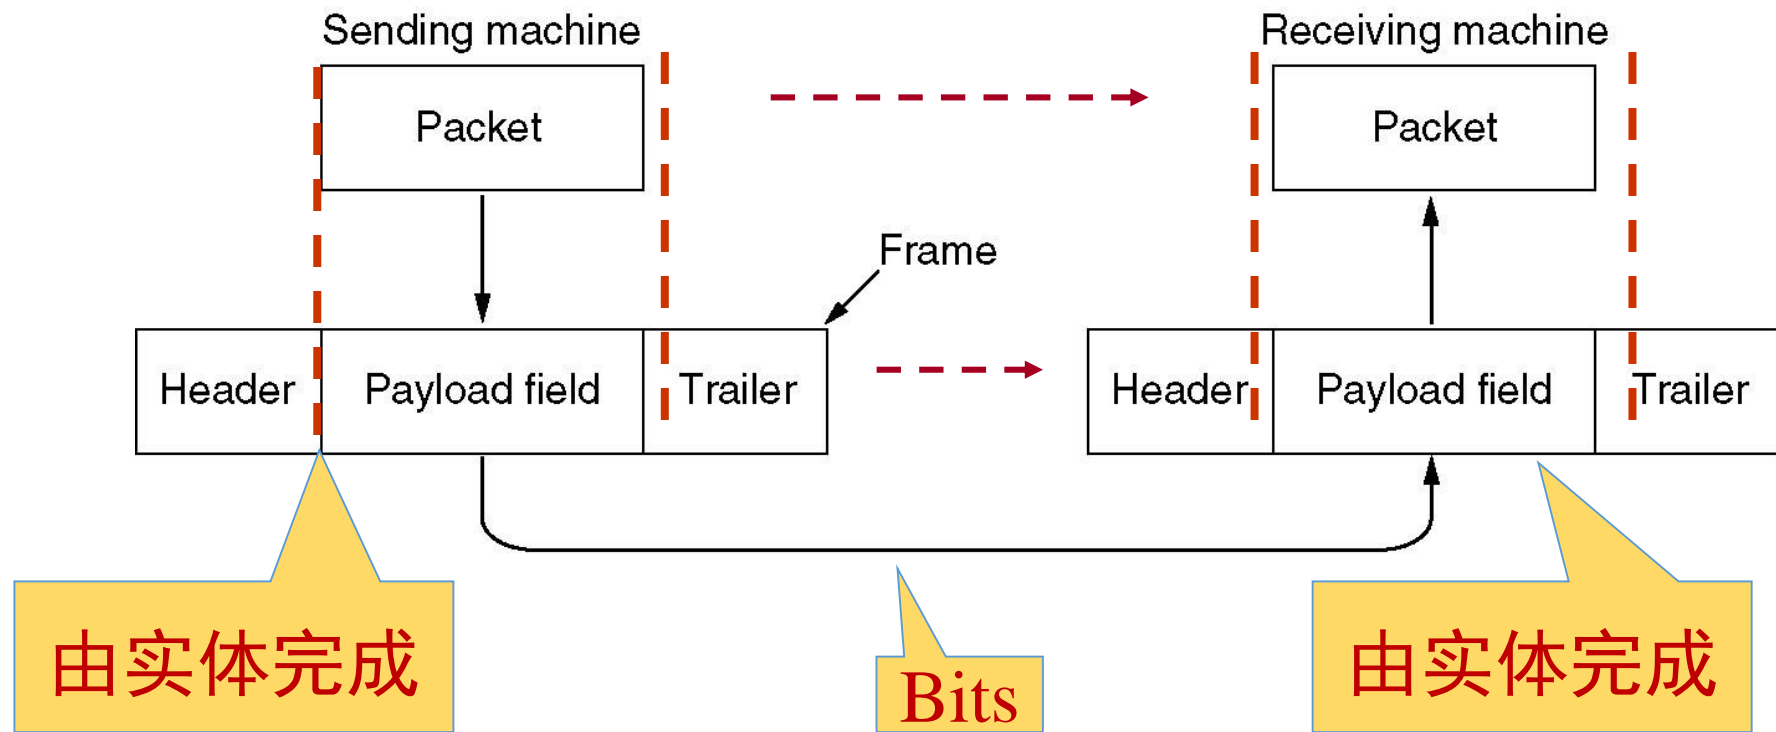 Sending machine
Receiving machine
Packet
Packet
Frame
Header
Payload field
Trailer
Header
Payload field
Trailer
由实体完成
Bits
由实体完成